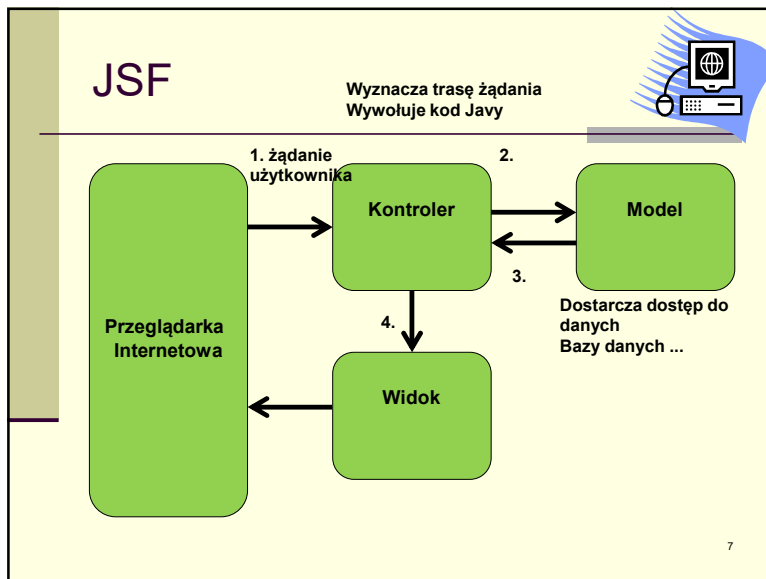 JSF
Wyznacza trasę żądania
Wywołuje kod Javy
1. żądanie
użytkownika
2.
Kontroler
Model
3.
Dostarcza dostęp do
danych
Bazy danych ...
Przeglądarka
Internetowa
4.
Widok
7